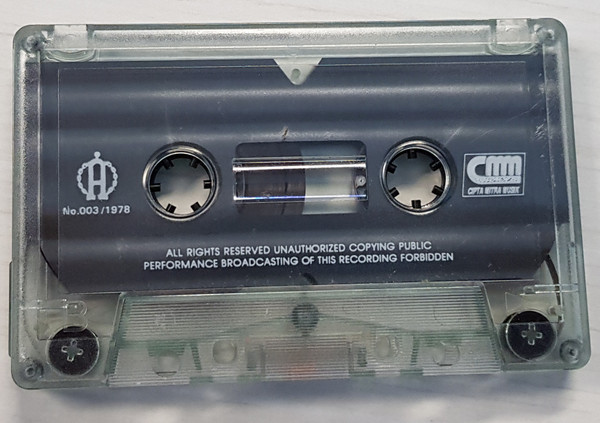 A
No.003/1978
CMM
CIPTA MITRA MUSIK
ALL RIGHTS RESERVED UNAUTHORIZED COPYING PUBLIC
PERFORMANCE BROADCASTING OF THIS RECORDING FORBIDDEN